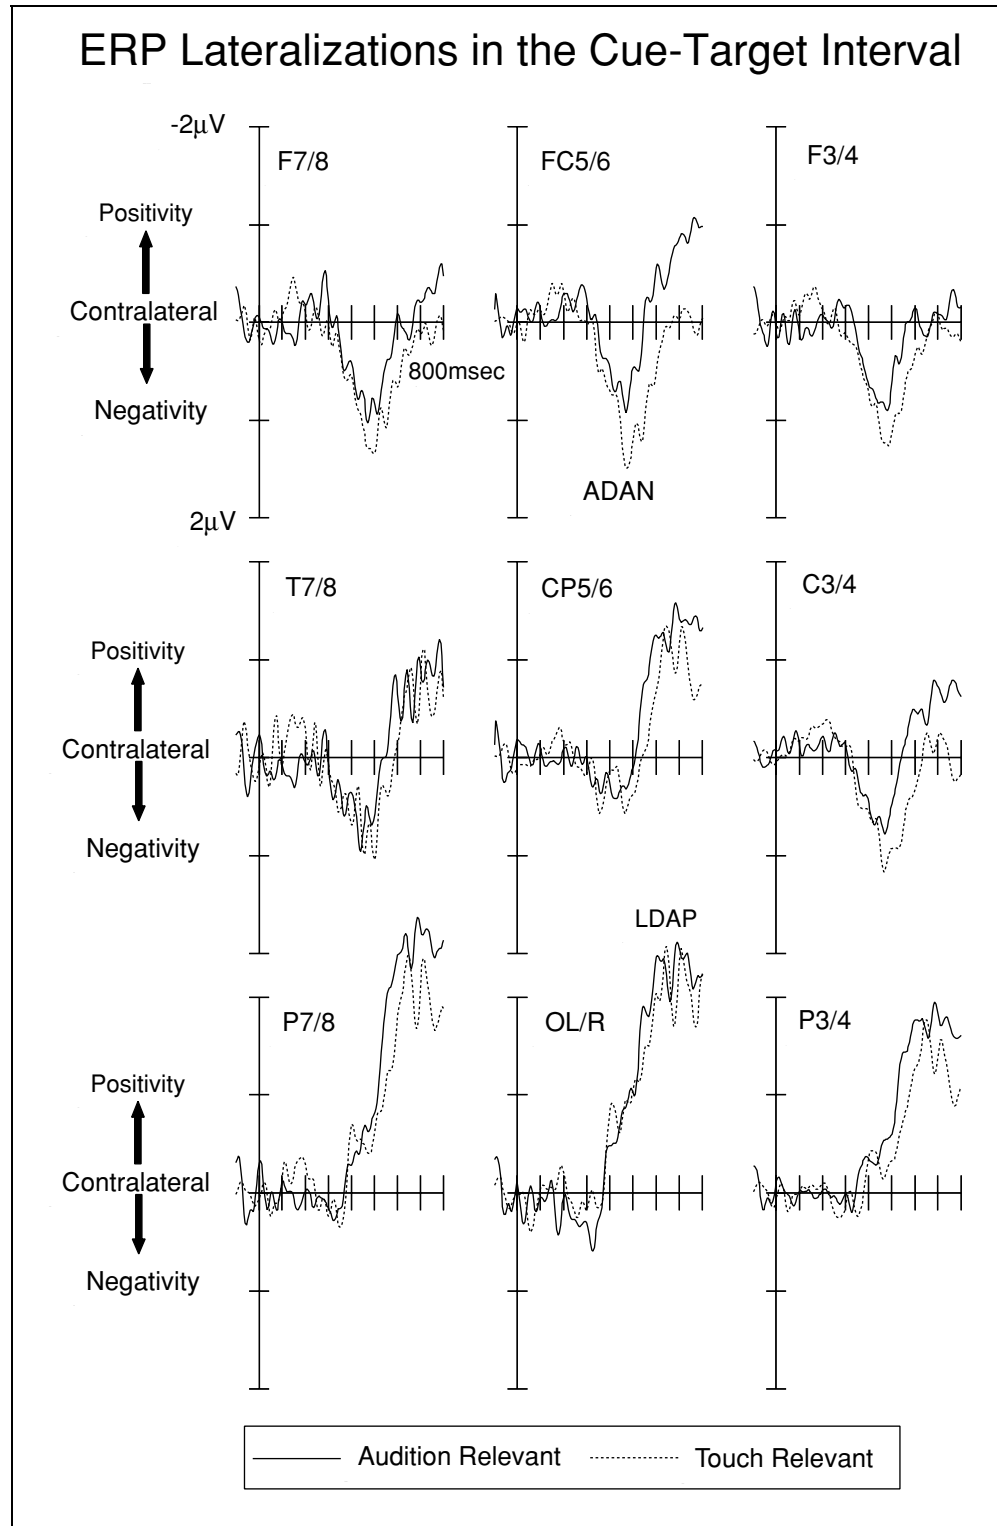 ERP Lateralizations in the Cue-Target Interval
-2μV
F7/8
FC5/6
F3/4
Positivity
Contralateral
Negativity
800msec
ADAN
2μV
T7/8
CP5/6
C3/4
Positivity
Contralateral
Negativity
LDAP
P7/8
OL/R
P3/4
Positivity
Contralateral
Negativity
Audition Relevant
Touch Relevant